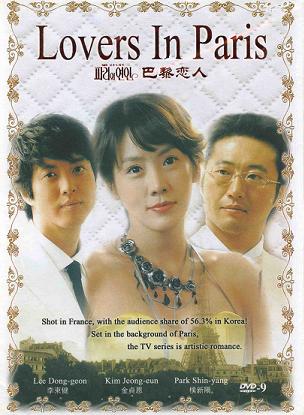 Lovers In Paris
파리의 연인 巴黎恋人
Shot in France, with the audience share of 56.3% in Korea!
Set in the background of Paris,
the TV series is artistic romance.
Lee Dong-geon Kim Jeong-eun Park Shin-yang DVD-9
李東健 金貞恩 樸新陽